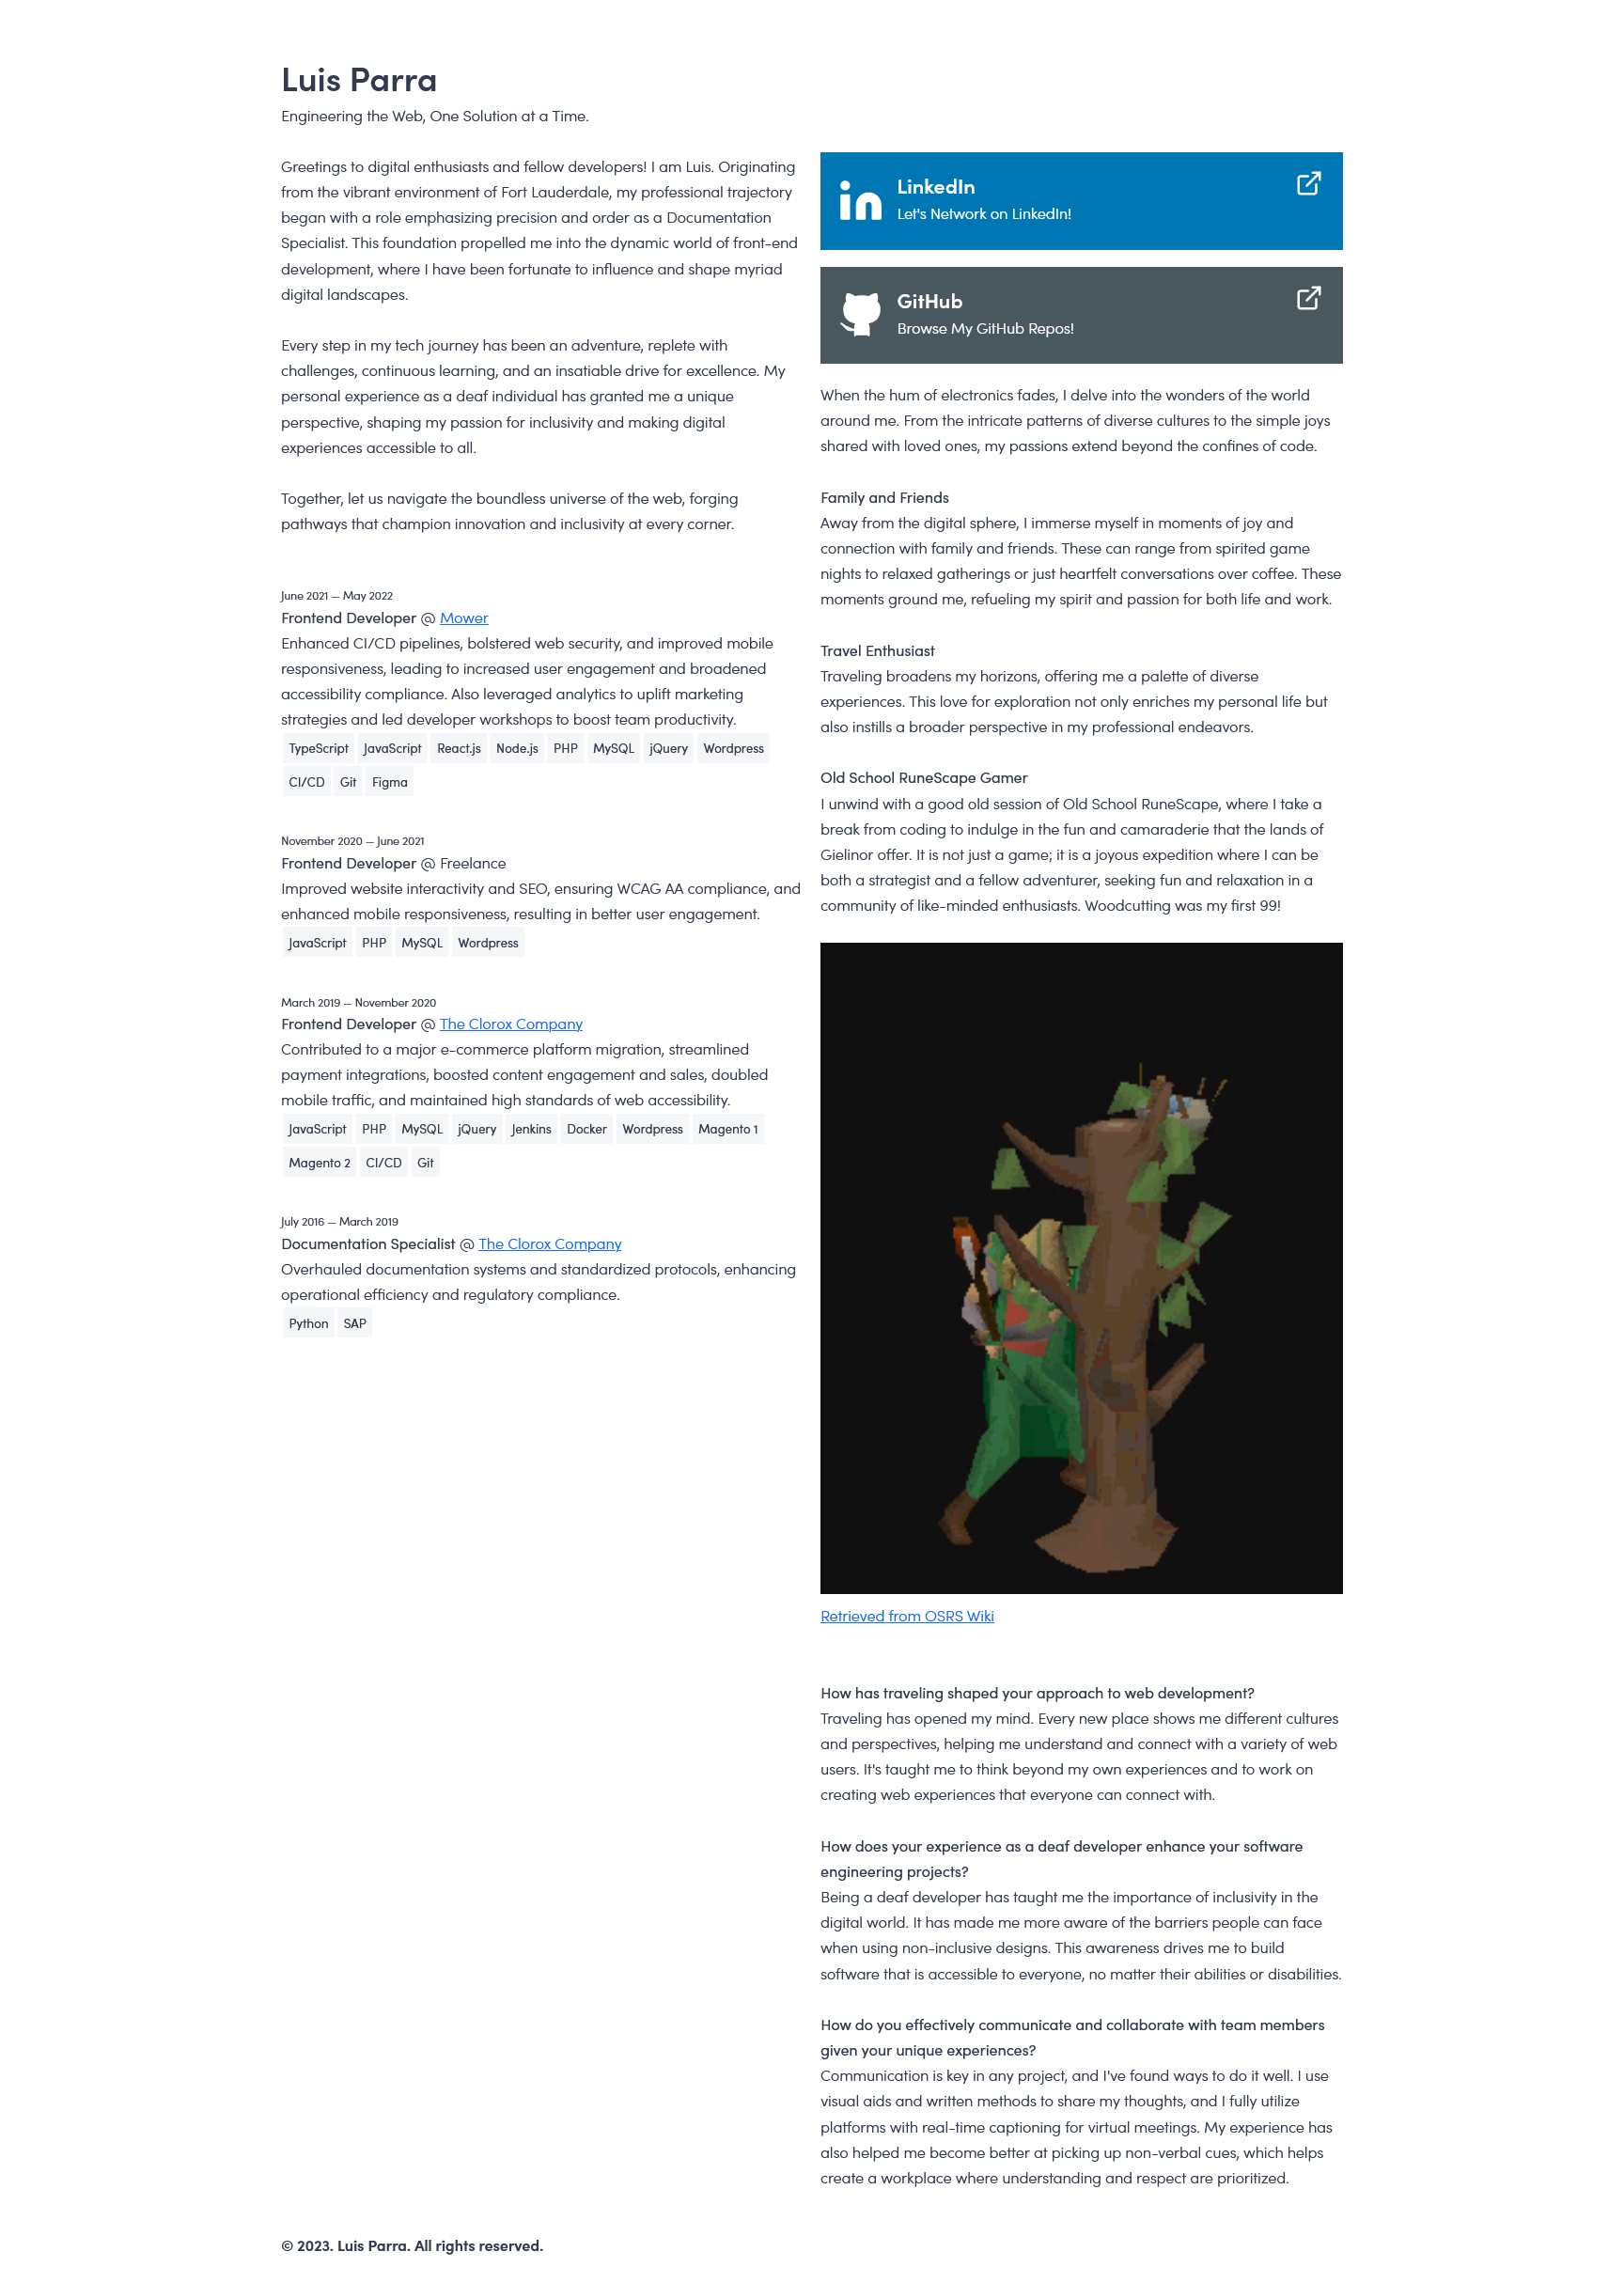 Luis Parra
Engineering the Web, One Solution at a Time.
Greetings to digital enthusiasts and fellow developers! I am Luis. Originating
from the vibrant environment of Fort Lauderdale, my professional trajectory
began with a role emphasizing precision and order as a Documentation
Specialist. This foundation propelled me into the dynamic world of front-end
development, where I have been fortunate to influence and shape myriad
digital landscapes.
Every step in my tech journey has been an adventure, replete with
challenges, continuous learning, and an insatiable drive for excellence. My
personal experience as a deaf individual has granted me a unique
perspective, shaping my passion for inclusivity and making digital
experiences accessible to all.
Together, let us navigate the boundless universe of the web, forging
pathways that champion innovation and inclusivity at every corner.
June 2021 — May 2022
Frontend Developer @ Mower
Enhanced CI/CD pipelines, bolstered web security, and improved mobile
responsiveness, leading to increased user engagement and broadened
accessibility compliance. Also leveraged analytics to uplift marketing
strategies and led developer workshops to boost team productivity.
TypeScript JavaScript React.js Node.js PHP MySQL jQuery Wordpress
CI/CD Git Figma
November 2020 — June 2021
Frontend Developer @ Freelance
Improved website interactivity and SEO, ensuring WCAG AA compliance, and
enhanced mobile responsiveness, resulting in better user engagement.
JavaScript PHP MySQL Wordpress
March 2019 — November 2020
Frontend Developer @ The Clorox Company
Contributed to a major e-commerce platform migration, streamlined
payment integrations, boosted content engagement and sales, doubled
mobile traffic, and maintained high standards of web accessibility.
JavaScript PHP MySQL jQuery Jenkins Docker Wordpress Magento 1
Magento 2 CI/CD Git
July 2016 — March 2019
Documentation Specialist @ The Clorox Company
Overhauled documentation systems and standardized protocols, enhancing
operational efficiency and regulatory compliance.
Python SAP
LinkedIn
Let's Network on LinkedIn!
GitHub
Browse My GitHub Repos!
When the hum of electronics fades, I delve into the wonders of the world
around me. From the intricate patterns of diverse cultures to the simple joys
shared with loved ones, my passions extend beyond the confines of code.
Family and Friends
Away from the digital sphere, I immerse myself in moments of joy and
connection with family and friends. These can range from spirited game
nights to relaxed gatherings or just heartfelt conversations over coffee. These
moments ground me, refueling my spirit and passion for both life and work.
Travel Enthusiast
Traveling broadens my horizons, offering me a palette of diverse
experiences. This love for exploration not only enriches my personal life but
also instills a broader perspective in my professional endeavors.
Old School RuneScape Gamer
I unwind with a good old session of Old School RuneScape, where I take a
break from coding to indulge in the fun and camaraderie that the lands of
Gielinor offer. It is not just a game; it is a joyous expedition where I can be
both a strategist and a fellow adventurer, seeking fun and relaxation in a
community of like-minded enthusiasts. Woodcutting was my first 99!
Retrieved from OSRS Wiki
How has traveling shaped your approach to web development?
Traveling has opened my mind. Every new place shows me different cultures
and perspectives, helping me understand and connect with a variety of web
users. It's taught me to think beyond my own experiences and to work on
creating web experiences that everyone can connect with.
How does your experience as a deaf developer enhance your software
engineering projects?
Being a deaf developer has taught me the importance of inclusivity in the
digital world. It has made me more aware of the barriers people can face
when using non-inclusive designs. This awareness drives me to build
software that is accessible to everyone, no matter their abilities or disabilities.
How do you effectively communicate and collaborate with team members
given your unique experiences?
Communication is key in any project, and I've found ways to do it well. I use
visual aids and written methods to share my thoughts, and I fully utilize
platforms with real-time captioning for virtual meetings. My experience has
also helped me become better at picking up non-verbal cues, which helps
create a workplace where understanding and respect are prioritized.
© 2023. Luis Parra. All rights reserved.